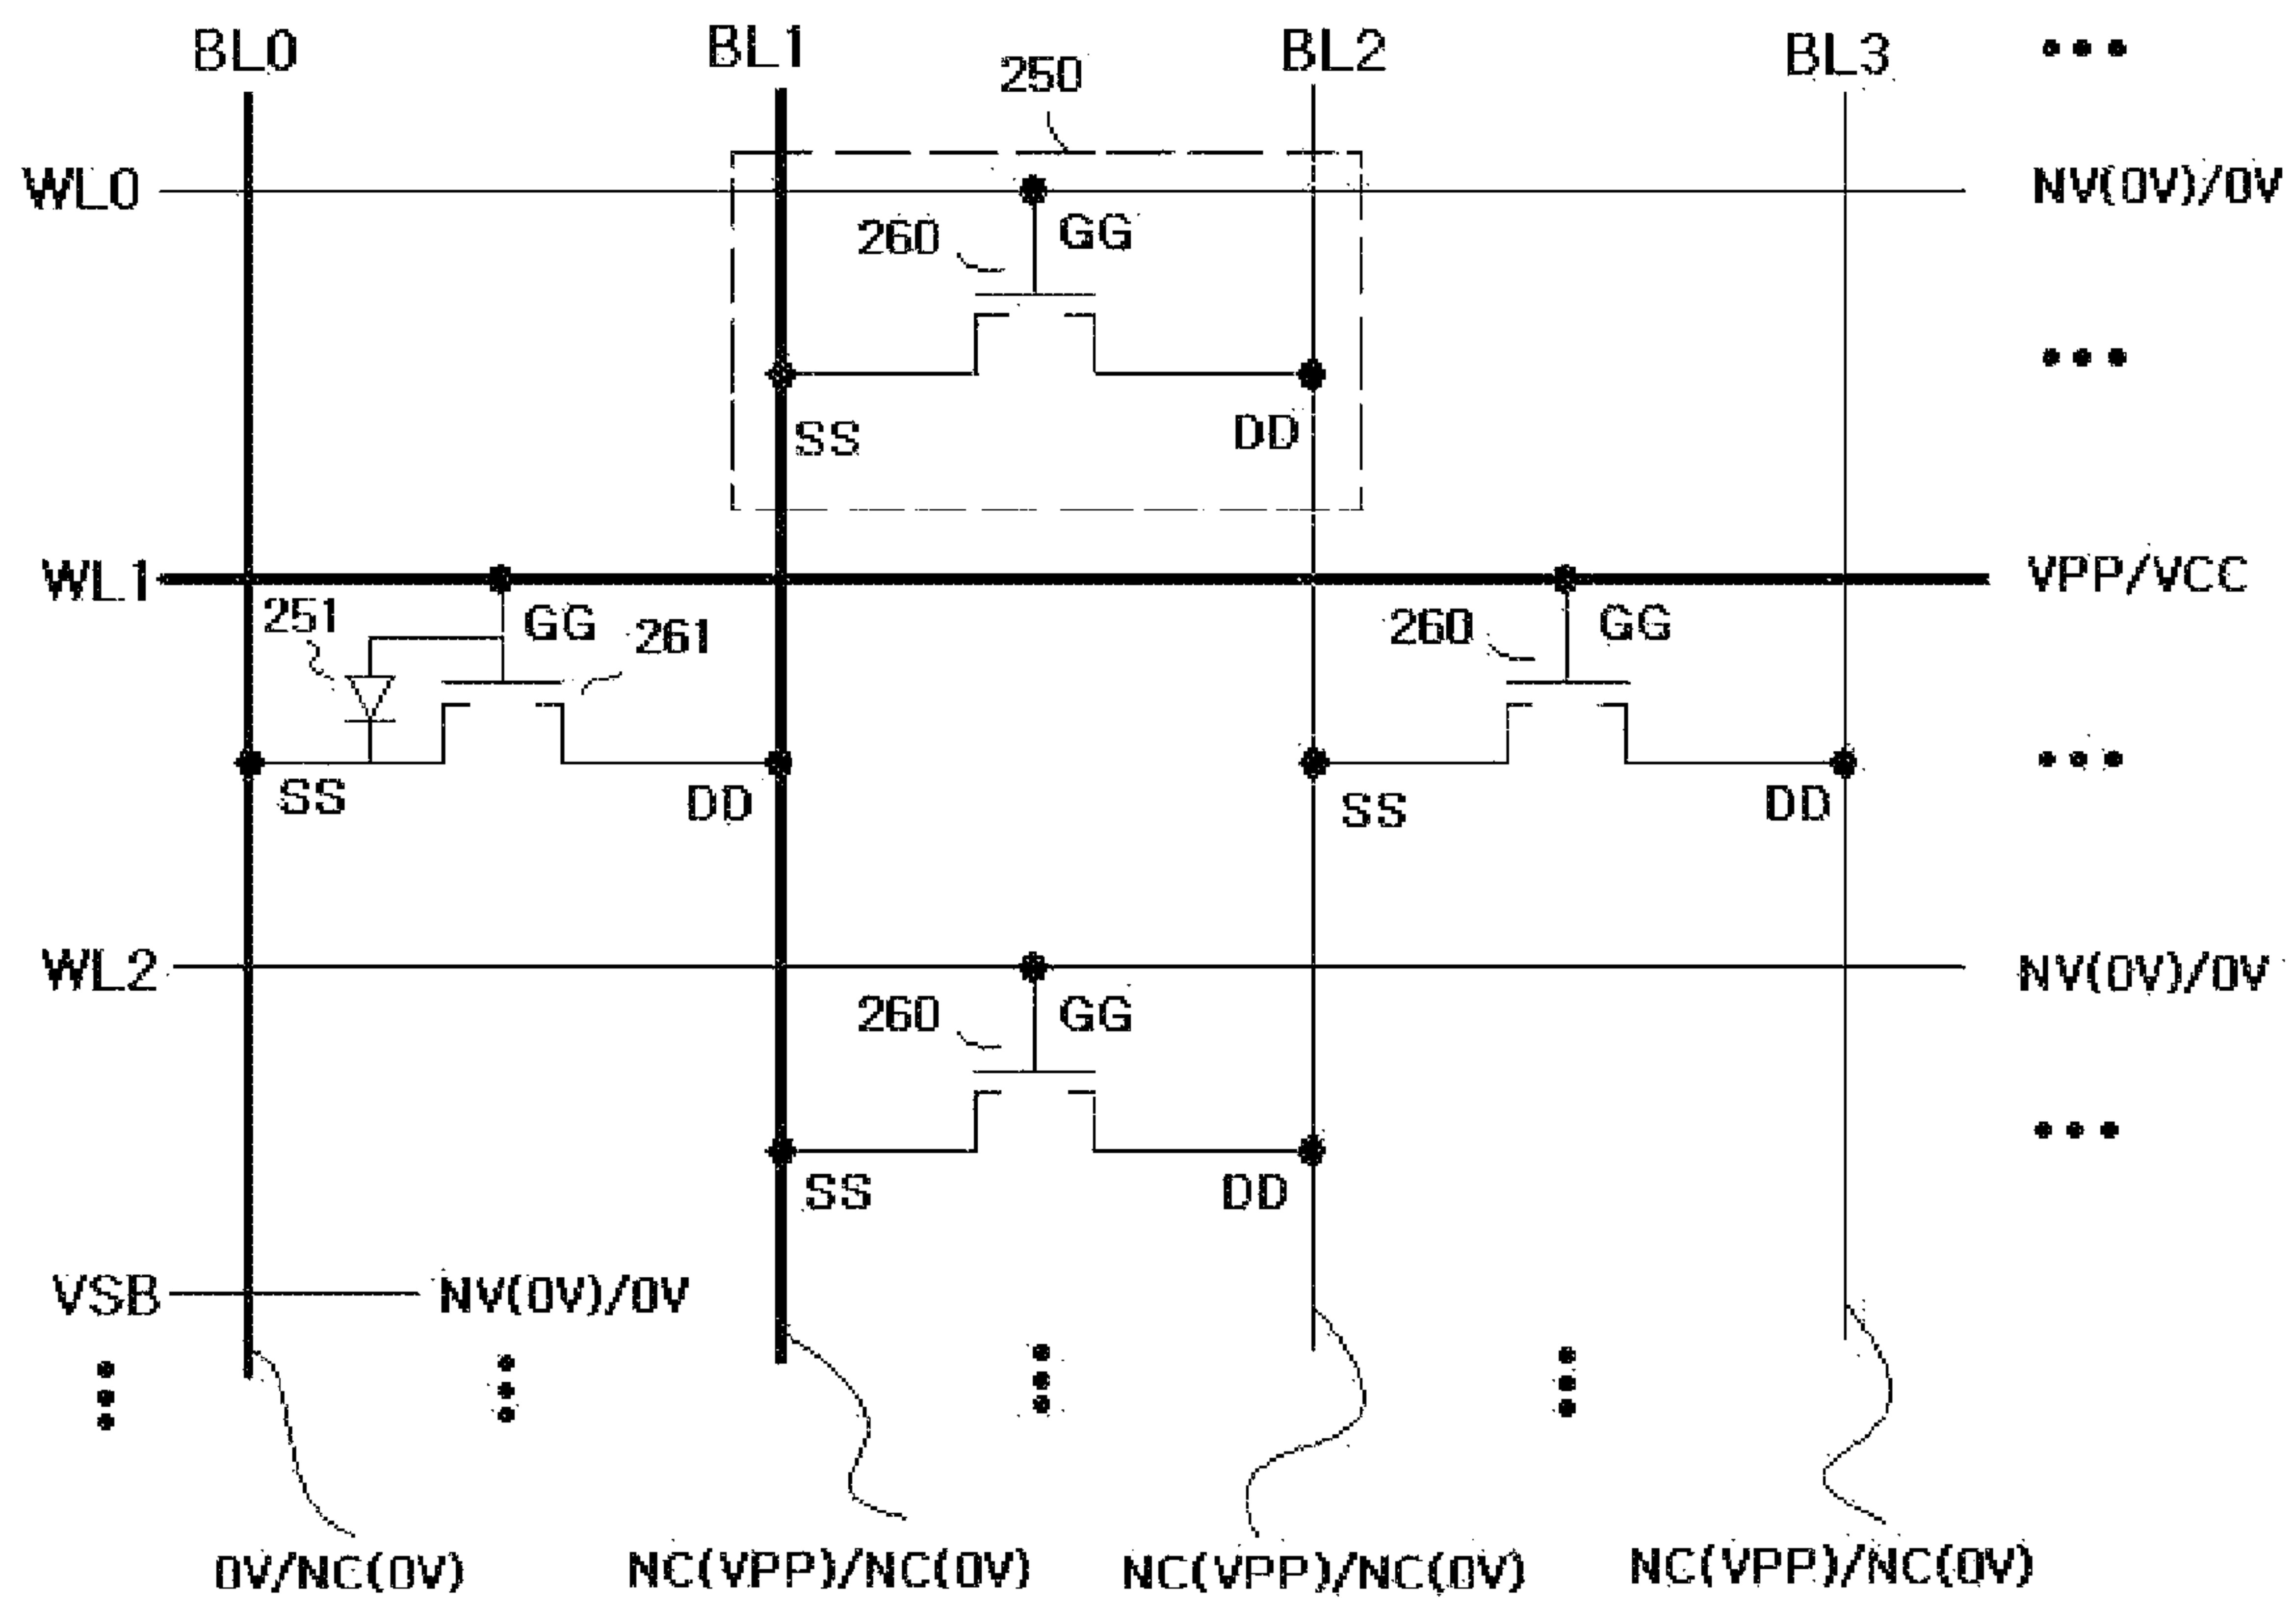 BL0 BL1 250 BL2 BL3
WL0 NV(0V)/0V
260 GG
SS DD
WL1 VPP/VCC
251 GG 261 260 GG
SS DD SS DD
WL2 NV(0V)/0V
260 GG
SS DD
VSB NV(0V)/0V
0V/NC(0V) NC(VPP)/NC(0V) NC(VPP)/NC(0V) NC(VPP)/NC(0V)